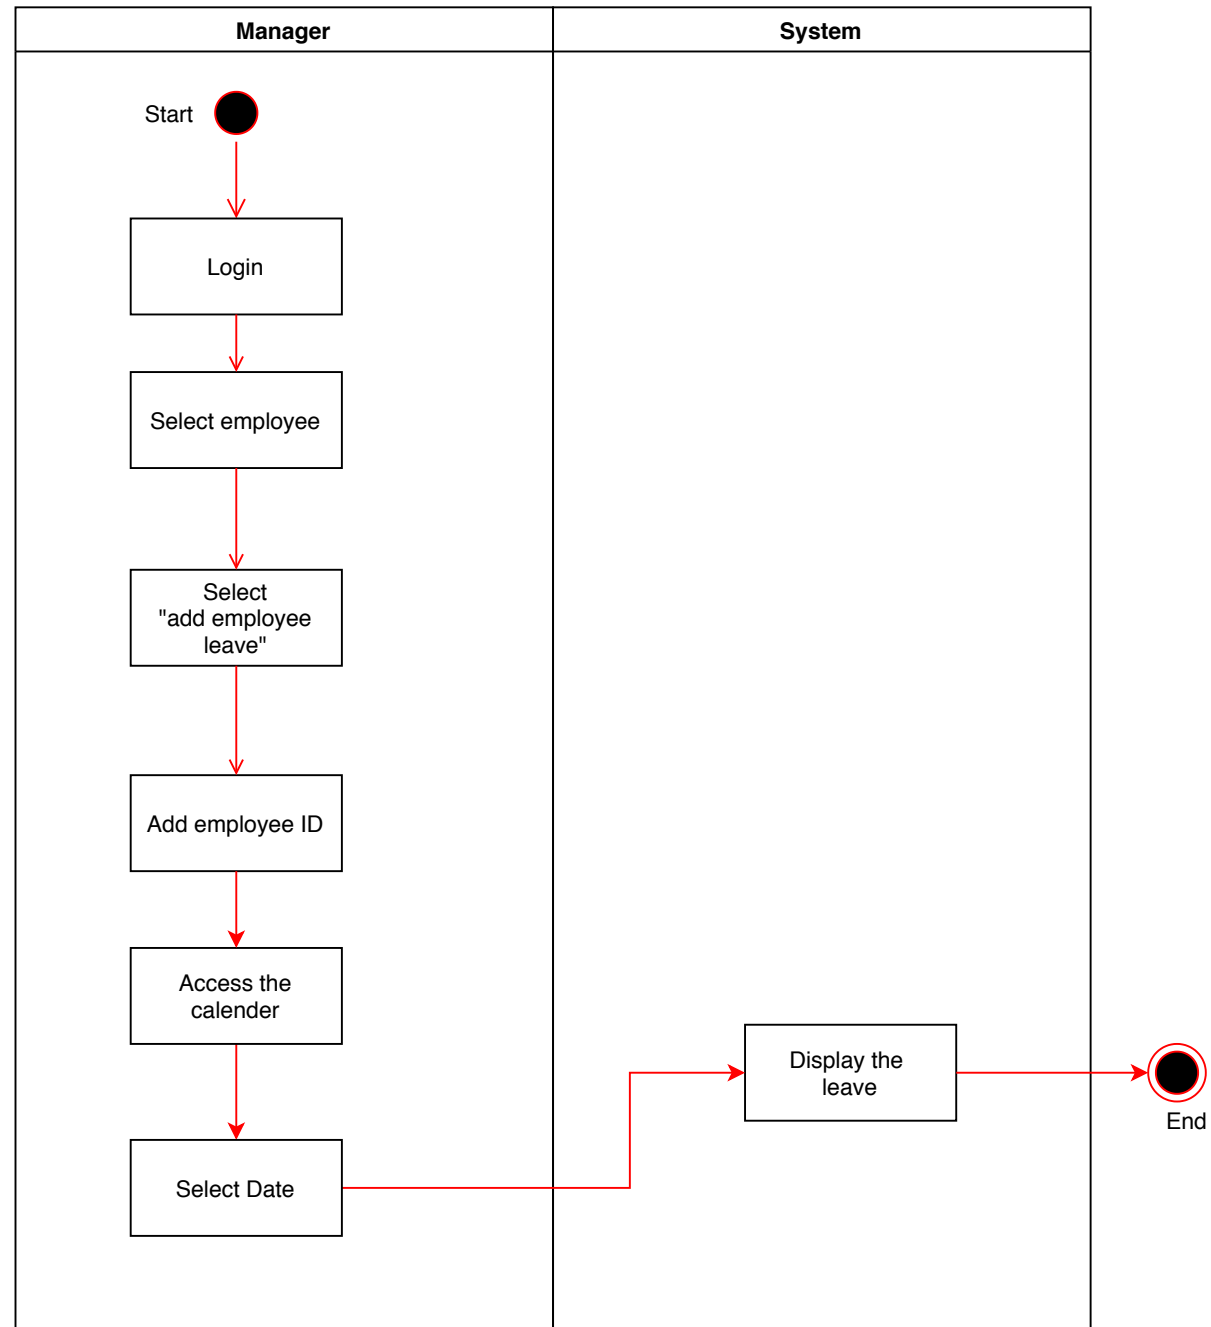 Manager
System
Start
Login
Select employee
Select
"add employee
leave"
Add employee ID
Access the
calender
Select Date
Display the
leave
End